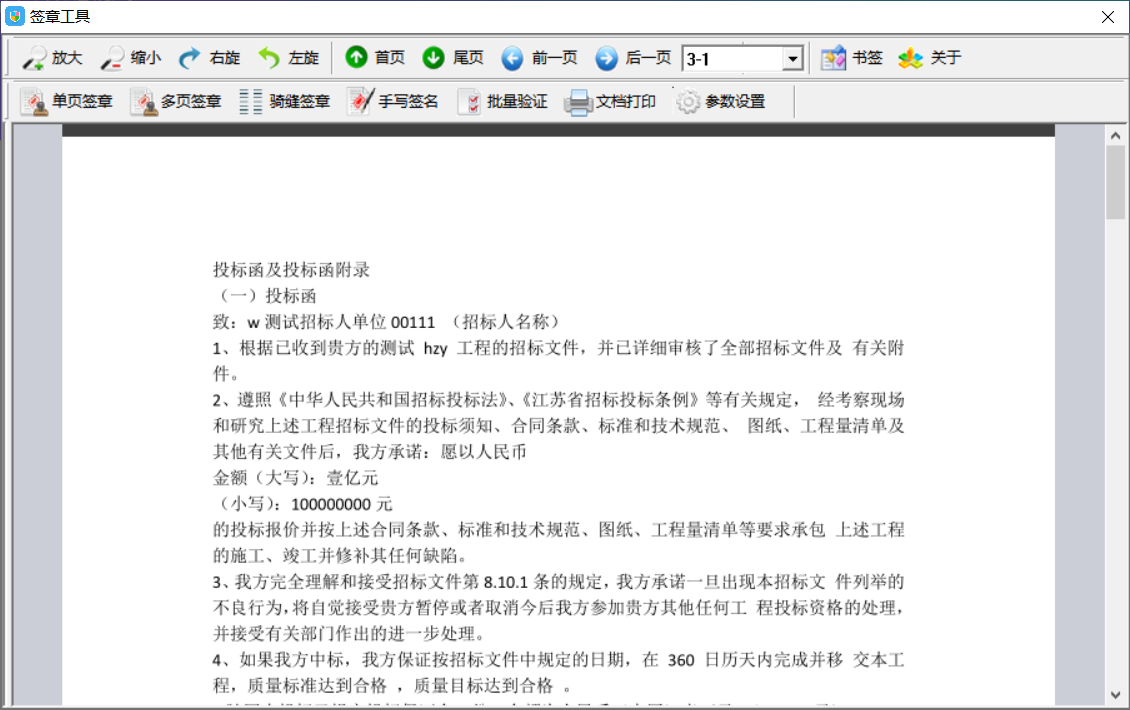 签章工具
放大 缩小 右旋 左旋 首页 尾页 前一页 后一页 3-1 书签 关于
单页签章 多页签章 骑缝签章 手写签名 批量验证 文档打印 参数设置
投标函及投标函附录
（一）投标函
致：w 测试招标人单位 00111 （招标人名称）
1、根据已收到贵方的测试 hzy 工程的招标文件，并已详细审核了全部招标文件及 有关附
件。
2、遵照《中华人民共和国招标投标法》、《江苏省招标投标条例》等有关规定， 经考察现场
和研究上述工程招标文件的投标须知、合同条款、标准和技术规范、 图纸、工程量清单及
其他有关文件后，我方承诺：愿以人民币
金额（大写）：壹亿元
（小写）：100000000 元
的投标报价并按上述合同条款、标准和技术规范、图纸、工程量清单等要求承包 上述工程
的施工、竣工并修补其任何缺陷。
3、我方完全理解和接受招标文件第 8.10.1 条的规定，我方承诺一旦出现本招标文 件列举的
不良行为，将自觉接受贵方暂停或者取消今后我方参加贵方其他任何工 程投标资格的处理，
并接受有关部门作出的进一步处理。
4、如果我方中标，我方保证按招标文件中规定的日期，在 360 日历天内完成并移 交本工
程，质量标准达到合格 ，质量目标达到合格 。